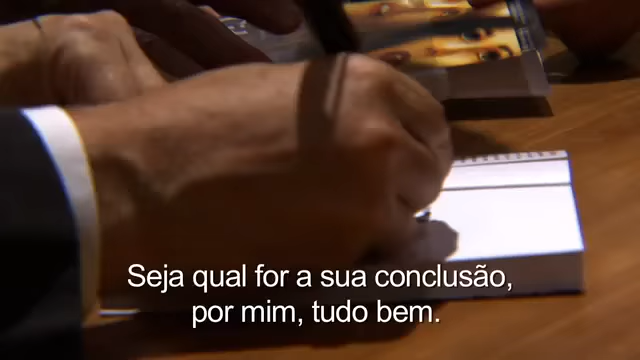 Seja qual for a sua conclusão,
por mim, tudo bem.